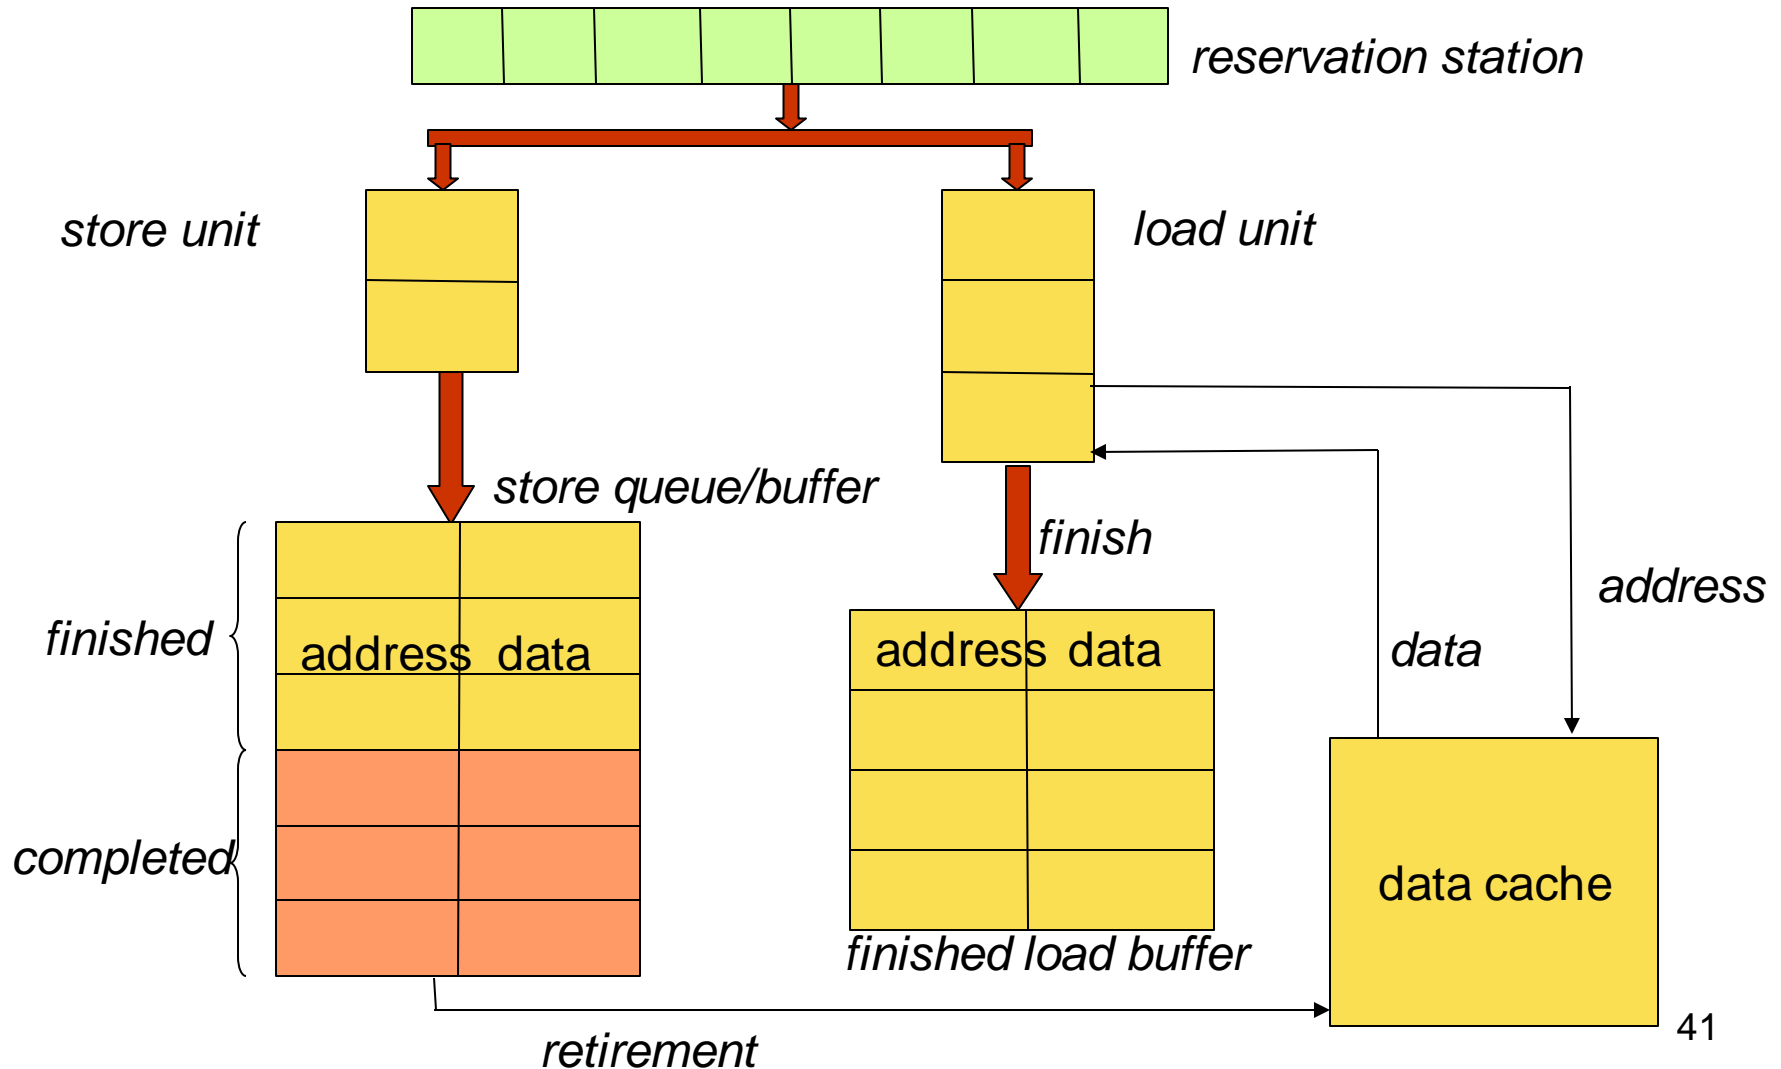 reservation station
store unit
load unit
store queue/buffer
finish
address
finished
address data
address data
data
completed
data cache
finished load buffer
41
retirement